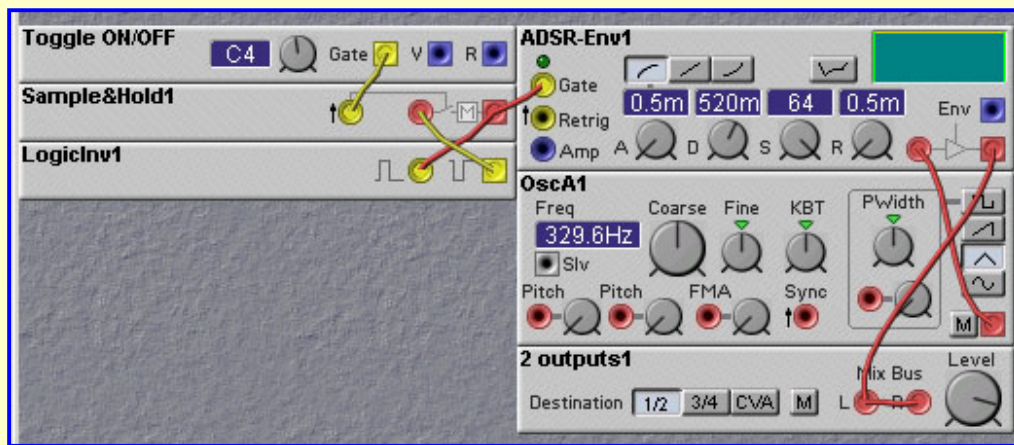 Toggle ON/OFF
C4
Gate V R
Sample&Hold1
M
LogicInv1
ADSR-Env1
Gate
Retrig
Amp
0.5m 520m 64 0.5m
A D S R
Env
OscA1
Freq Coarse Fine KBT PWidth
329.6Hz
Slv
Pitch Pitch FMA Sync
M
2 outputs1
Mix Bus Level
Destination 1/2 3/4 CVA M L R